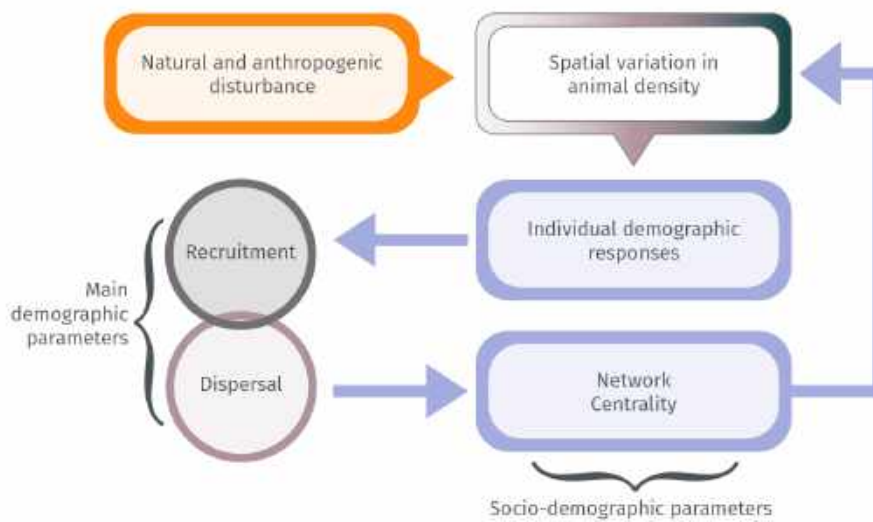 Natural and anthropogenic
disturbance
Spatial variation in
animal density
Individual demographic
responses
Recruitment
Main
demographic
parameters
Dispersal
Network
Centrality
Socio-demographic parameters